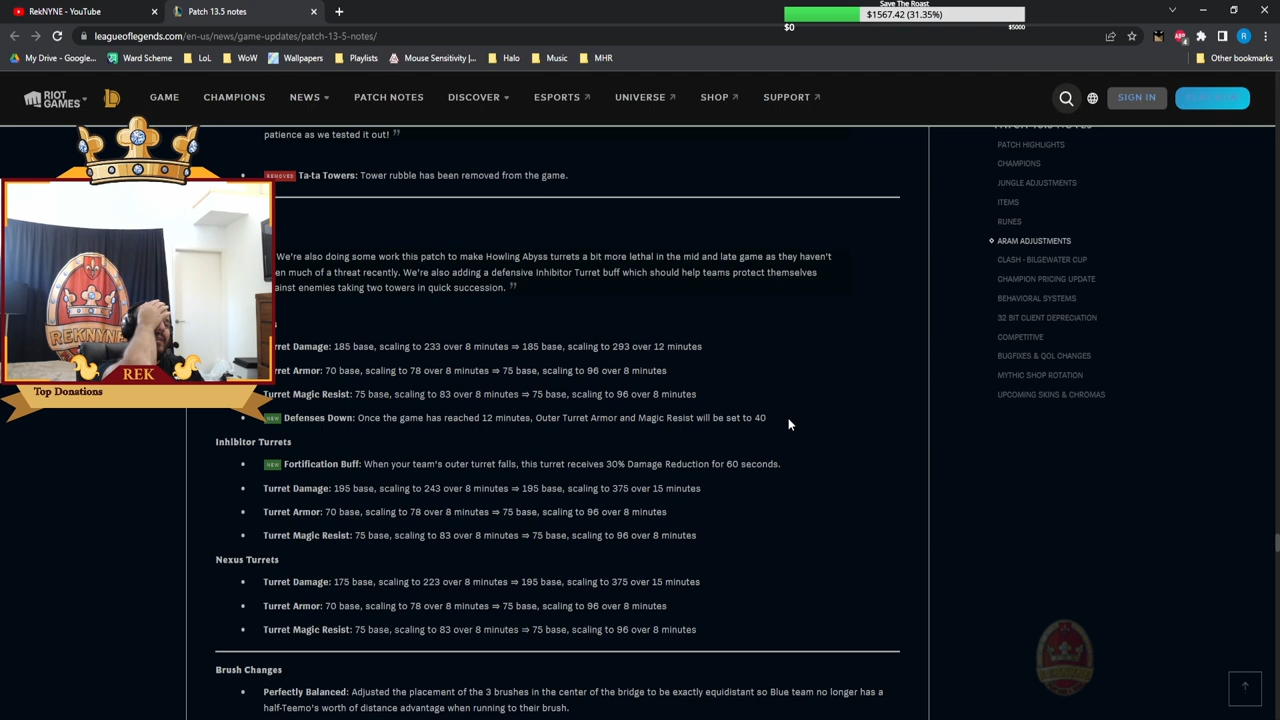 RekNYNE - YouTube
Patch 13.5 notes
Save The Roast
$1567.42 (31.35%)
$0
$5000
leagueoflegends.com/en-us/news/game-updates/patch-13-5-notes/
My Drive - Google...
Ward Scheme
LoL
WoW
Wallpapers
Playlists
Mouse Sensitivity |...
Halo
Music
MHR
Other bookmarks
RIOT GAMES
GAME
CHAMPIONS
NEWS
PATCH NOTES
DISCOVER
ESPORTS
UNIVERSE
SHOP
SUPPORT
SIGN IN
patience as we tested it out! ”
REMOVED Ta-ta Towers: Tower rubble has been removed from the game.
We're also doing some work this patch to make Howling Abyss turrets a bit more lethal in the mid and late game as they haven't
en much of a threat recently. We're also adding a defensive Inhibitor Turret buff which should help teams protect themselves
ainst enemies taking two towers in quick succession. ”
s
rret Damage: 185 base, scaling to 233 over 8 minutes ⇒ 185 base, scaling to 293 over 12 minutes
rret Armor: 70 base, scaling to 78 over 8 minutes ⇒ 75 base, scaling to 96 over 8 minutes
Turret Magic Resist: 75 base, scaling to 83 over 8 minutes ⇒ 75 base, scaling to 96 over 8 minutes
NEW Defenses Down: Once the game has reached 12 minutes, Outer Turret Armor and Magic Resist will be set to 40
Inhibitor Turrets
NEW Fortification Buff: When your team's outer turret falls, this turret receives 30% Damage Reduction for 60 seconds.
Turret Damage: 195 base, scaling to 243 over 8 minutes ⇒ 195 base, scaling to 375 over 15 minutes
Turret Armor: 70 base, scaling to 78 over 8 minutes ⇒ 75 base, scaling to 96 over 8 minutes
Turret Magic Resist: 75 base, scaling to 83 over 8 minutes ⇒ 75 base, scaling to 96 over 8 minutes
Nexus Turrets
Turret Damage: 175 base, scaling to 223 over 8 minutes ⇒ 195 base, scaling to 375 over 15 minutes
Turret Armor: 70 base, scaling to 78 over 8 minutes ⇒ 75 base, scaling to 96 over 8 minutes
Turret Magic Resist: 75 base, scaling to 83 over 8 minutes ⇒ 75 base, scaling to 96 over 8 minutes
Brush Changes
Perfectly Balanced: Adjusted the placement of the 3 brushes in the center of the bridge to be exactly equidistant so Blue team no longer has a
half-Teemo's worth of distance advantage when running to their brush.
PATCH HIGHLIGHTS
CHAMPIONS
JUNGLE ADJUSTMENTS
ITEMS
RUNES
ARAM ADJUSTMENTS
CLASH - BILGEWATER CUP
CHAMPION PRICING UPDATE
BEHAVIORAL SYSTEMS
32 BIT CLIENT DEPRECIATION
COMPETITIVE
BUGFIXES & QOL CHANGES
MYTHIC SHOP ROTATION
UPCOMING SKINS & CHROMAS
REKNYNE
REK
Top Donations